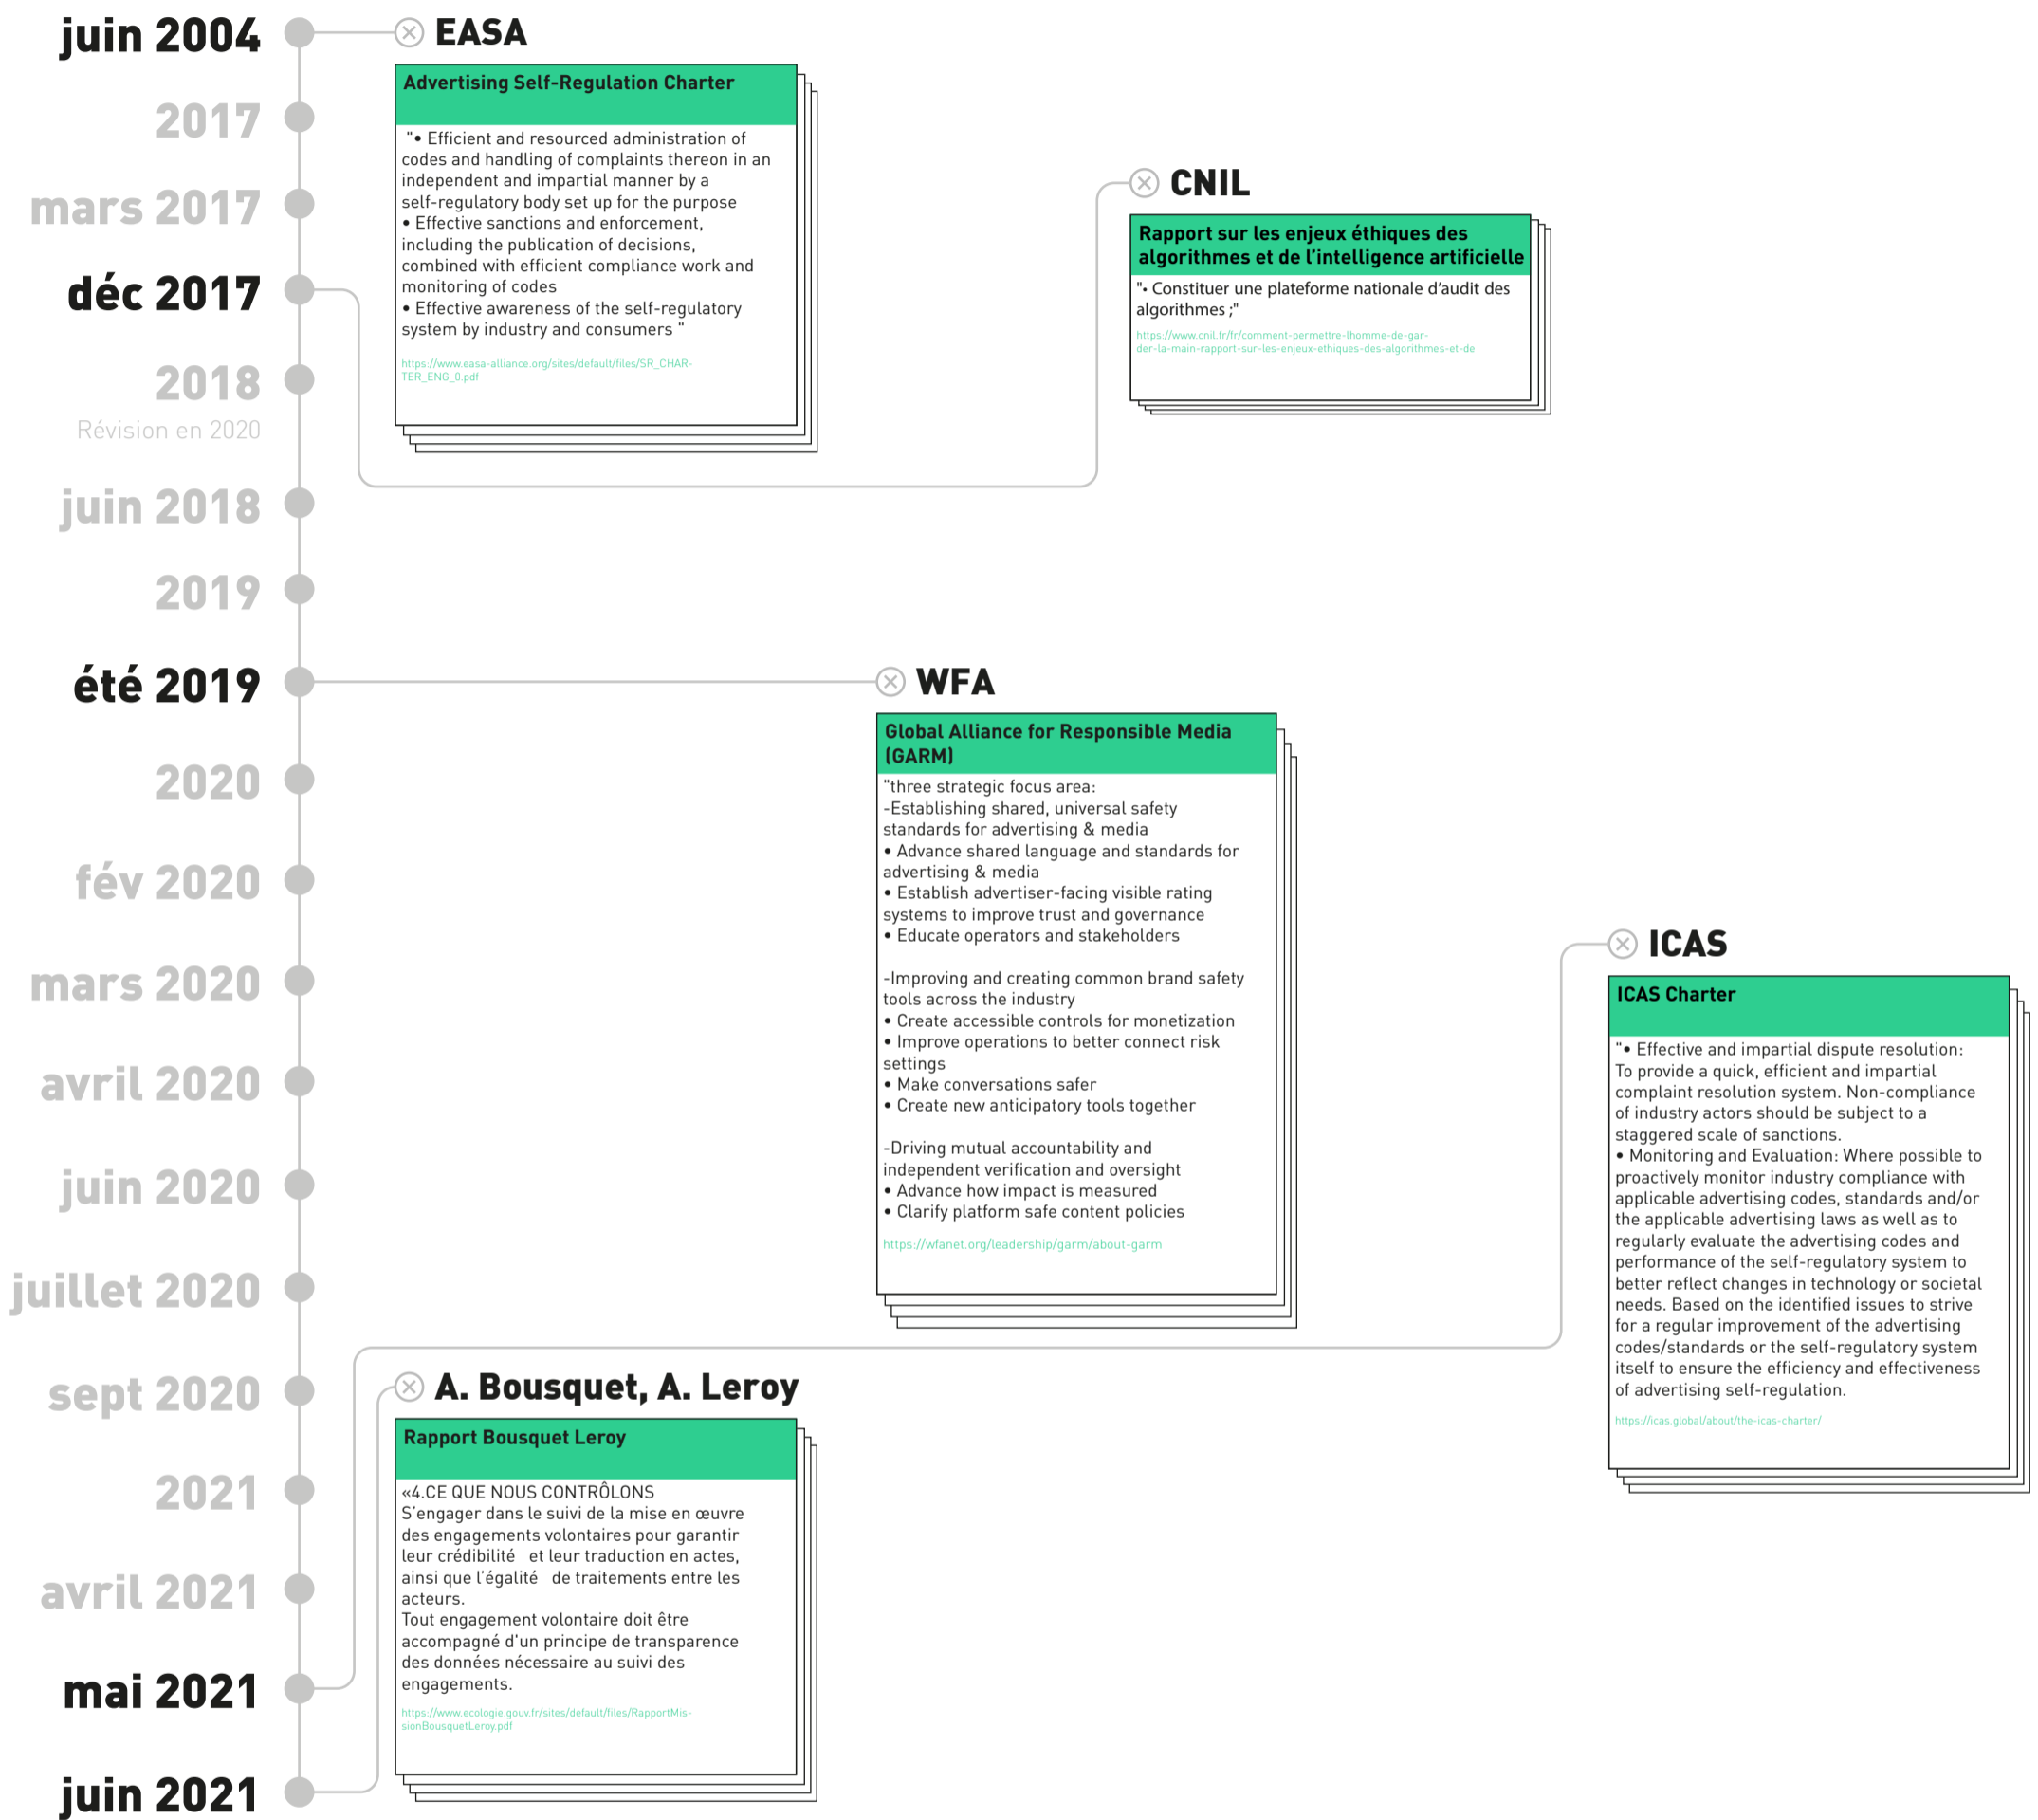 juin 2004
2017
mars 2017
déc 2017
2018
Révision en 2020
juin 2018
2019
été 2019
2020
fév 2020
mars 2020
avril 2020
juin 2020
juillet 2020
sept 2020
2021
avril 2021
mai 2021
juin 2021
EASA
Advertising Self-Regulation Charter
"• Efficient and resourced administration of
codes and handling of complaints thereon in an
independent and impartial manner by a
self-regulatory body set up for the purpose
• Effective sanctions and enforcement,
including the publication of decisions,
combined with efficient compliance work and
monitoring of codes
• Effective awareness of the self-regulatory
system by industry and consumers "
https://www.easa-alliance.org/sites/default/files/SR_CHAR-
TER_ENG_0.pdf
CNIL
Rapport sur les enjeux éthiques des
algorithmes et de l’intelligence artificielle
"• Constituer une plateforme nationale d’audit des
algorithmes ;"
https://www.cnil.fr/fr/comment-permettre-lhomme-de-gar-
der-la-main-rapport-sur-les-enjeux-ethiques-des-algorithmes-et-de
WFA
Global Alliance for Responsible Media
(GARM)
"three strategic focus area:
-Establishing shared, universal safety
standards for advertising & media
• Advance shared language and standards for
advertising & media
• Establish advertiser-facing visible rating
systems to improve trust and governance
• Educate operators and stakeholders
-Improving and creating common brand safety
tools across the industry
• Create accessible controls for monetization
• Improve operations to better connect risk
settings
• Make conversations safer
• Create new anticipatory tools together
-Driving mutual accountability and
independent verification and oversight
• Advance how impact is measured
• Clarify platform safe content policies
https://wfanet.org/leadership/garm/about-garm
ICAS
ICAS Charter
"• Effective and impartial dispute resolution:
To provide a quick, efficient and impartial
complaint resolution system. Non-compliance
of industry actors should be subject to a
staggered scale of sanctions.
• Monitoring and Evaluation: Where possible to
proactively monitor industry compliance with
applicable advertising codes, standards and/or
the applicable advertising laws as well as to
regularly evaluate the advertising codes and
performance of the self-regulatory system to
better reflect changes in technology or societal
needs. Based on the identified issues to strive
for a regular improvement of the advertising
codes/standards or the self-regulatory system
itself to ensure the efficiency and effectiveness
of advertising self-regulation.
https://icas.global/about/the-icas-charter/
A. Bousquet, A. Leroy
Rapport Bousquet Leroy
«4.CE QUE NOUS CONTRÔLONS
S’engager dans le suivi de la mise en œuvre
des engagements volontaires pour garantir
leur crédibilité et leur traduction en actes,
ainsi que l’égalité de traitements entre les
acteurs.
Tout engagement volontaire doit être
accompagné d'un principe de transparence
des données nécessaire au suivi des
engagements.
https://www.ecologie.gouv.fr/sites/default/files/RapportMis-
sionBousquetLeroy.pdf